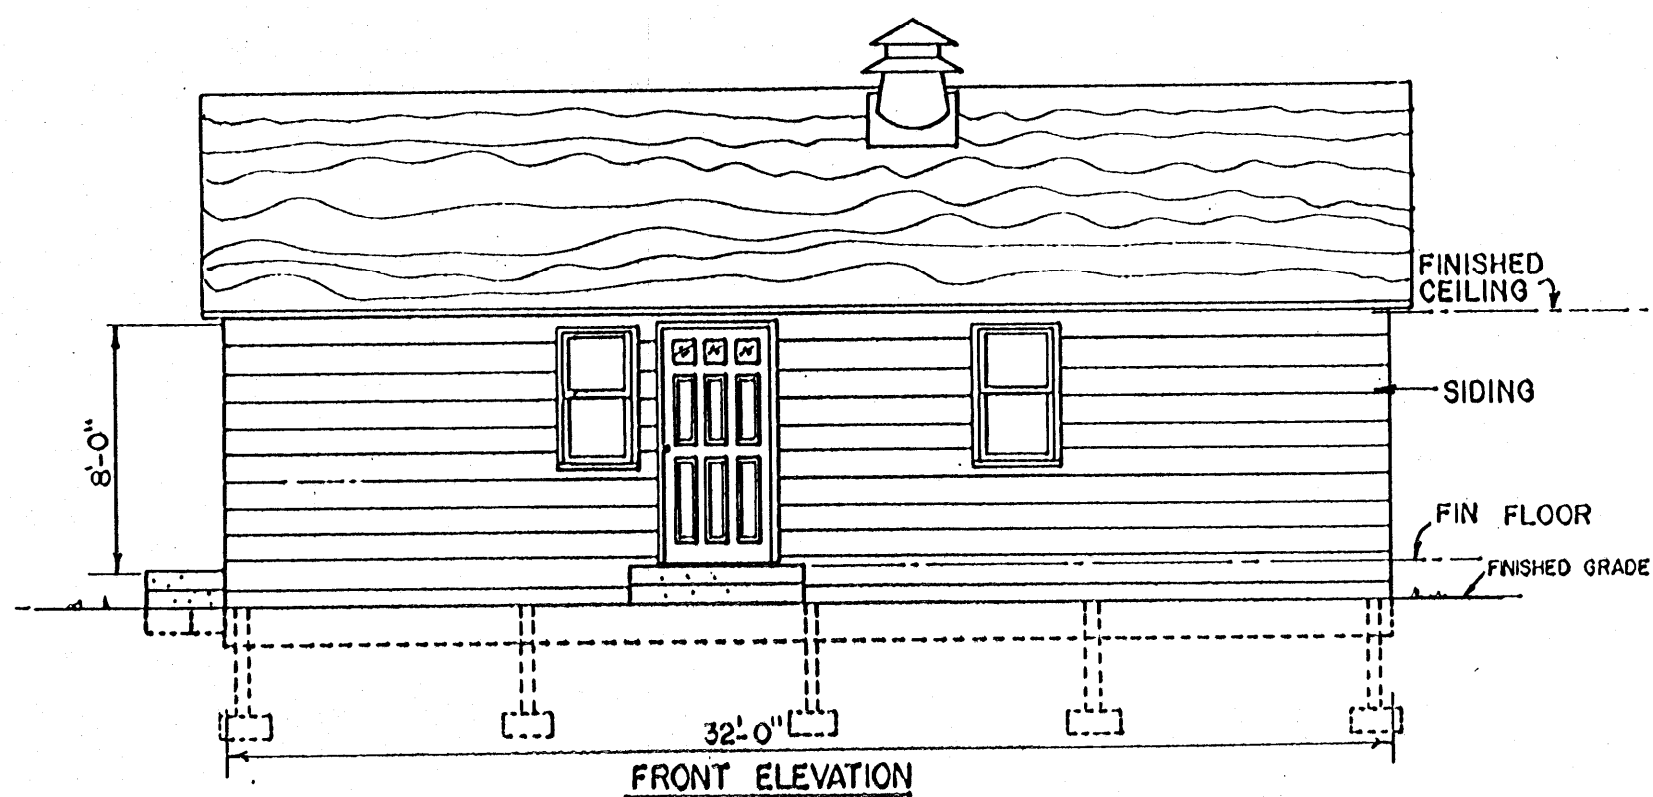 FINISHED
CEILING
8'-0"
SIDING
FIN FLOOR
FINISHED GRADE
32'-0"
FRONT ELEVATION